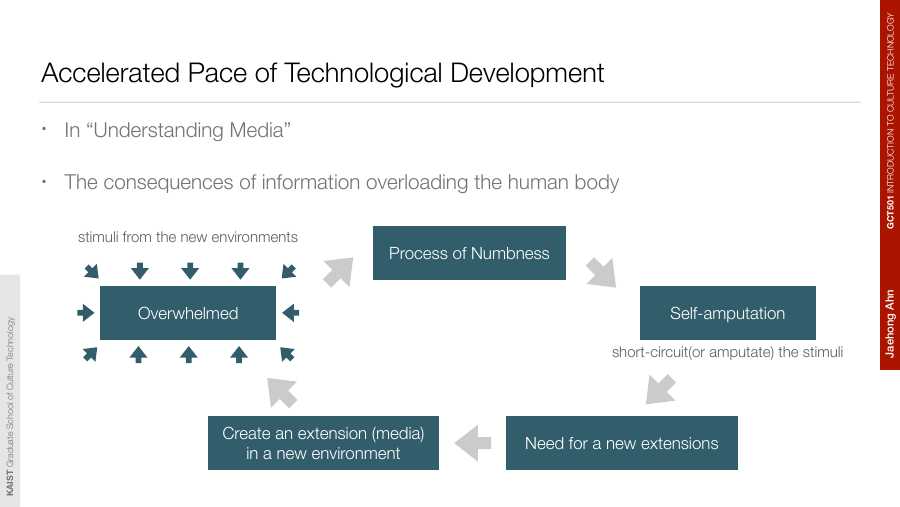 Accelerated Pace of Technological Development
• In “Understanding Media”
• The consequences of information overloading the human body
stimuli from the new environments
Overwhelmed
Process of Numbness
Self-amputation
short-circuit(or amputate) the stimuli
Need for a new extensions
Create an extension (media)
in a new environment
KAIST Graduate School of Culture Technology
GCT501 INTRODUCTION TO CULTURE TECHNOLOGY
Jaehong Ahn